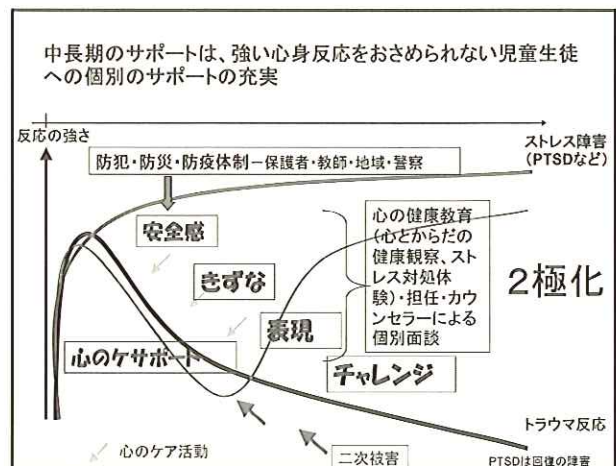 中長期のサポートは、強い心身反応をおさめられない児童生徒
への個別のサポートの充実
反応の強さ
ストレス障害
(PTSDなど)
防犯・防災・防疫体制－保護者・教師・地域・警察
安全感
きずな
表現
心のケサポート
チャレンジ
心の健康教育
(心とからだの
健康観察、スト
レス対処体
験)・担任・カウ
ンセラーによる
個別面談
2極化
トラウマ反応
心のケア活動
二次被害
PTSDは回復の障害